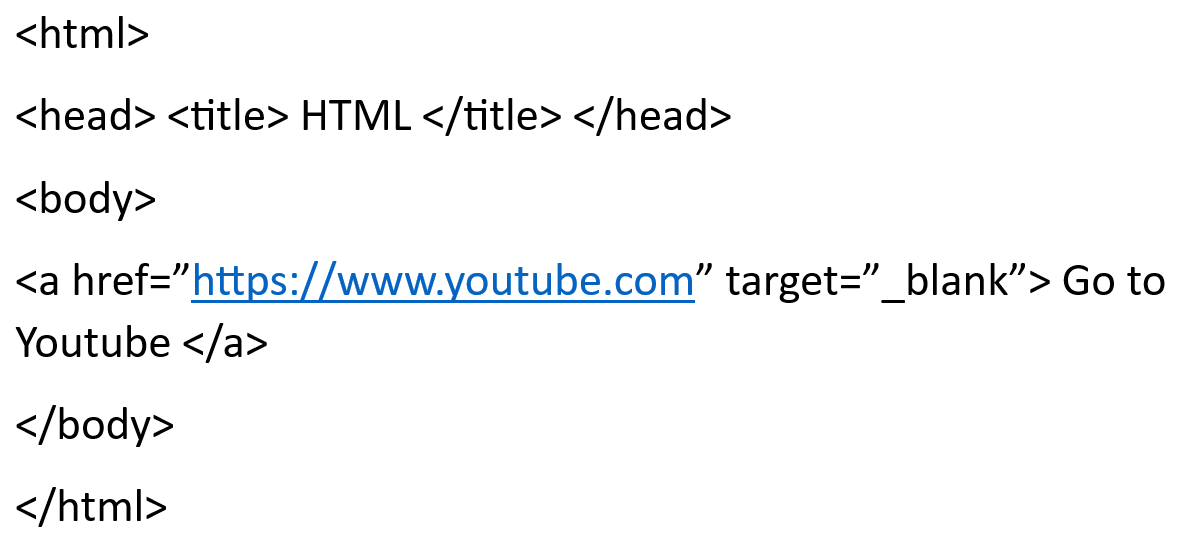 <html>
<head> <title> HTML </title> </head>
<body>
<a href=”https://www.youtube.com” target=”_blank”> Go to
Youtube </a>
</body>
</html>